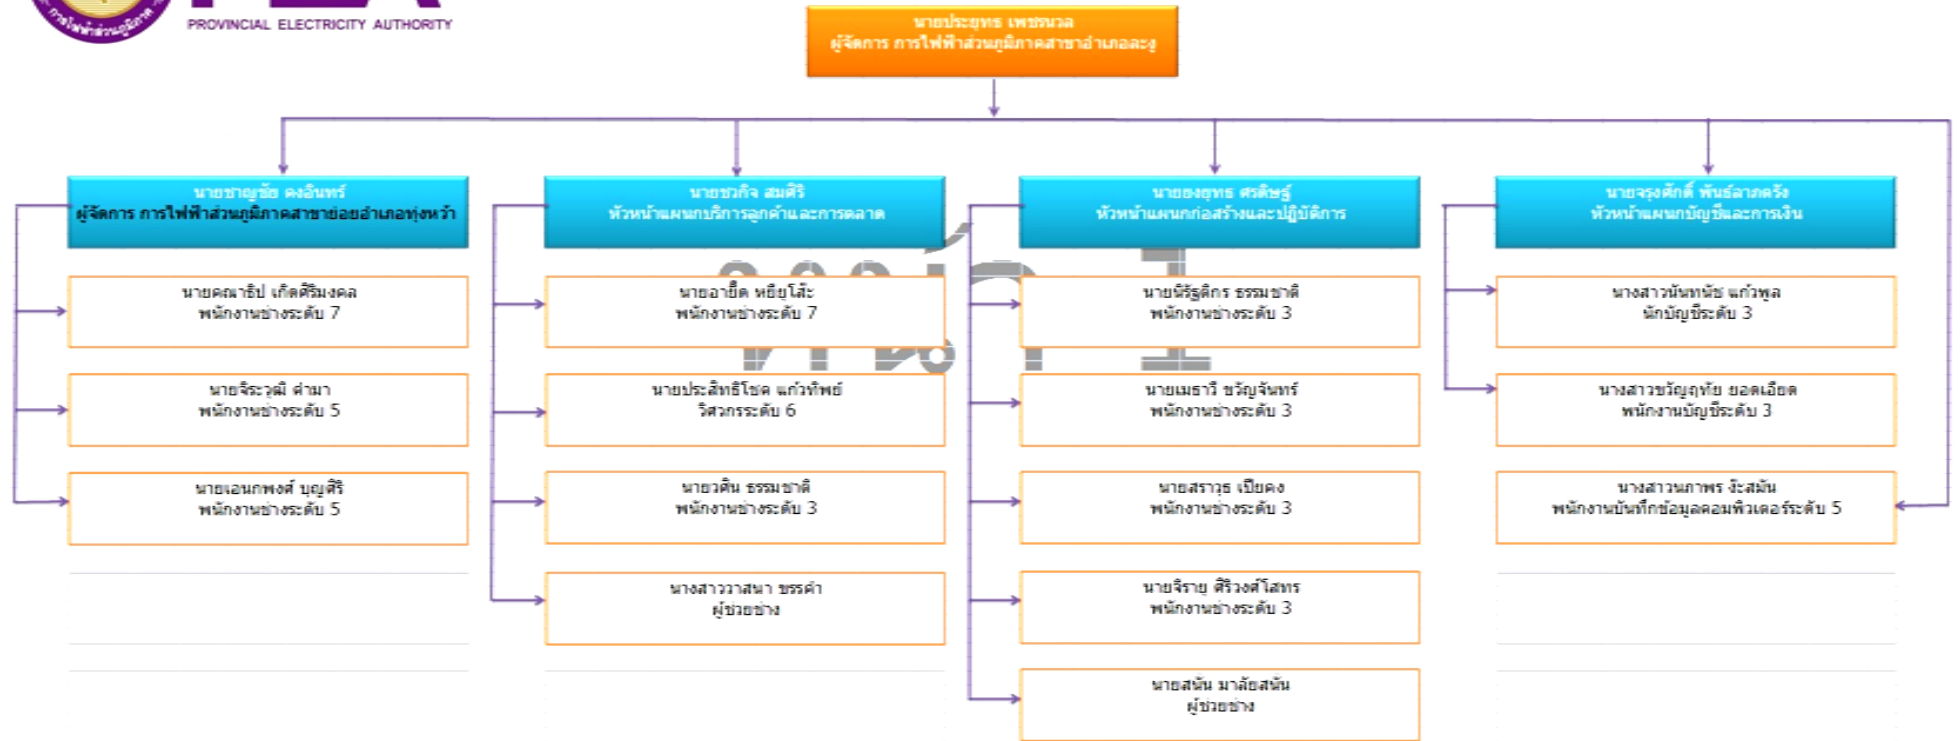 การไฟฟ้าส่วนภูมิภาค
PROVINCIAL ELECTRICITY AUTHORITY
นายประยุทธ เพชรนวล
ผู้จัดการ การไฟฟ้าส่วนภูมิภาคสาขาอำเภอละงู
นายชาญชัย คงอินทร์
ผู้จัดการ การไฟฟ้าส่วนภูมิภาคสาขาย่อยอำเภอทุ่งหว้า
นายคณาธิป เกิดศิริมงคล
พนักงานช่างระดับ 7
นายจิระวุฒิ คำมา
พนักงานช่างระดับ 5
นายเอนกพงศ์ บุญศิริ
พนักงานช่างระดับ 5
นายชวกิจ สมศิริ
หัวหน้าแผนกบริการลูกค้าและการตลาด
นายอายีด หยียูโส๊ะ
พนักงานช่างระดับ 7
นายประสิทธิโชค แก้วทิพย์
วิศวกรระดับ 6
นายวศิน ธรรมชาติ
พนักงานช่างระดับ 3
นางสาววาสนา ขรรคำ
ผู้ช่วยช่าง
นายยงยุทธ ศรดิษฐ์
หัวหน้าแผนกก่อสร้างและปฏิบัติการ
นายนิรัฐติกร ธรรมชาติ
พนักงานช่างระดับ 3
นายเมธาวี ขวัญจันทร์
พนักงานช่างระดับ 3
นายสราวุธ เปียคง
พนักงานช่างระดับ 3
นายจิรายุ ศิริวงศ์โสทร
พนักงานช่างระดับ 3
นายสนัน มาลัยสนัน
ผู้ช่วยช่าง
นายจรุงศักดิ์ พันธ์ลาภตรัง
หัวหน้าแผนกบัญชีและการเงิน
นางสาวนันทนัช แก้วพูล
นักบัญชีระดับ 3
นางสาวขวัญฤทัย ยอดเอียด
พนักงานบัญชีระดับ 3
นางสาวนภาพร ง๊ะสมัน
พนักงานบันทึกข้อมูลคอมพิวเตอร์ระดับ 5
หน้า 1